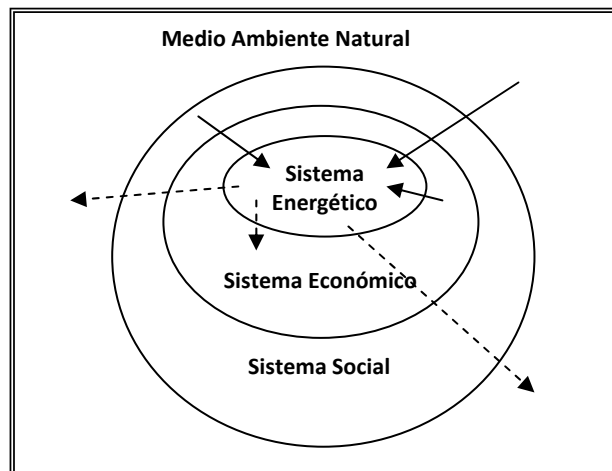 Medio Ambiente Natural
Sistema
Energético
Sistema Económico
Sistema Social